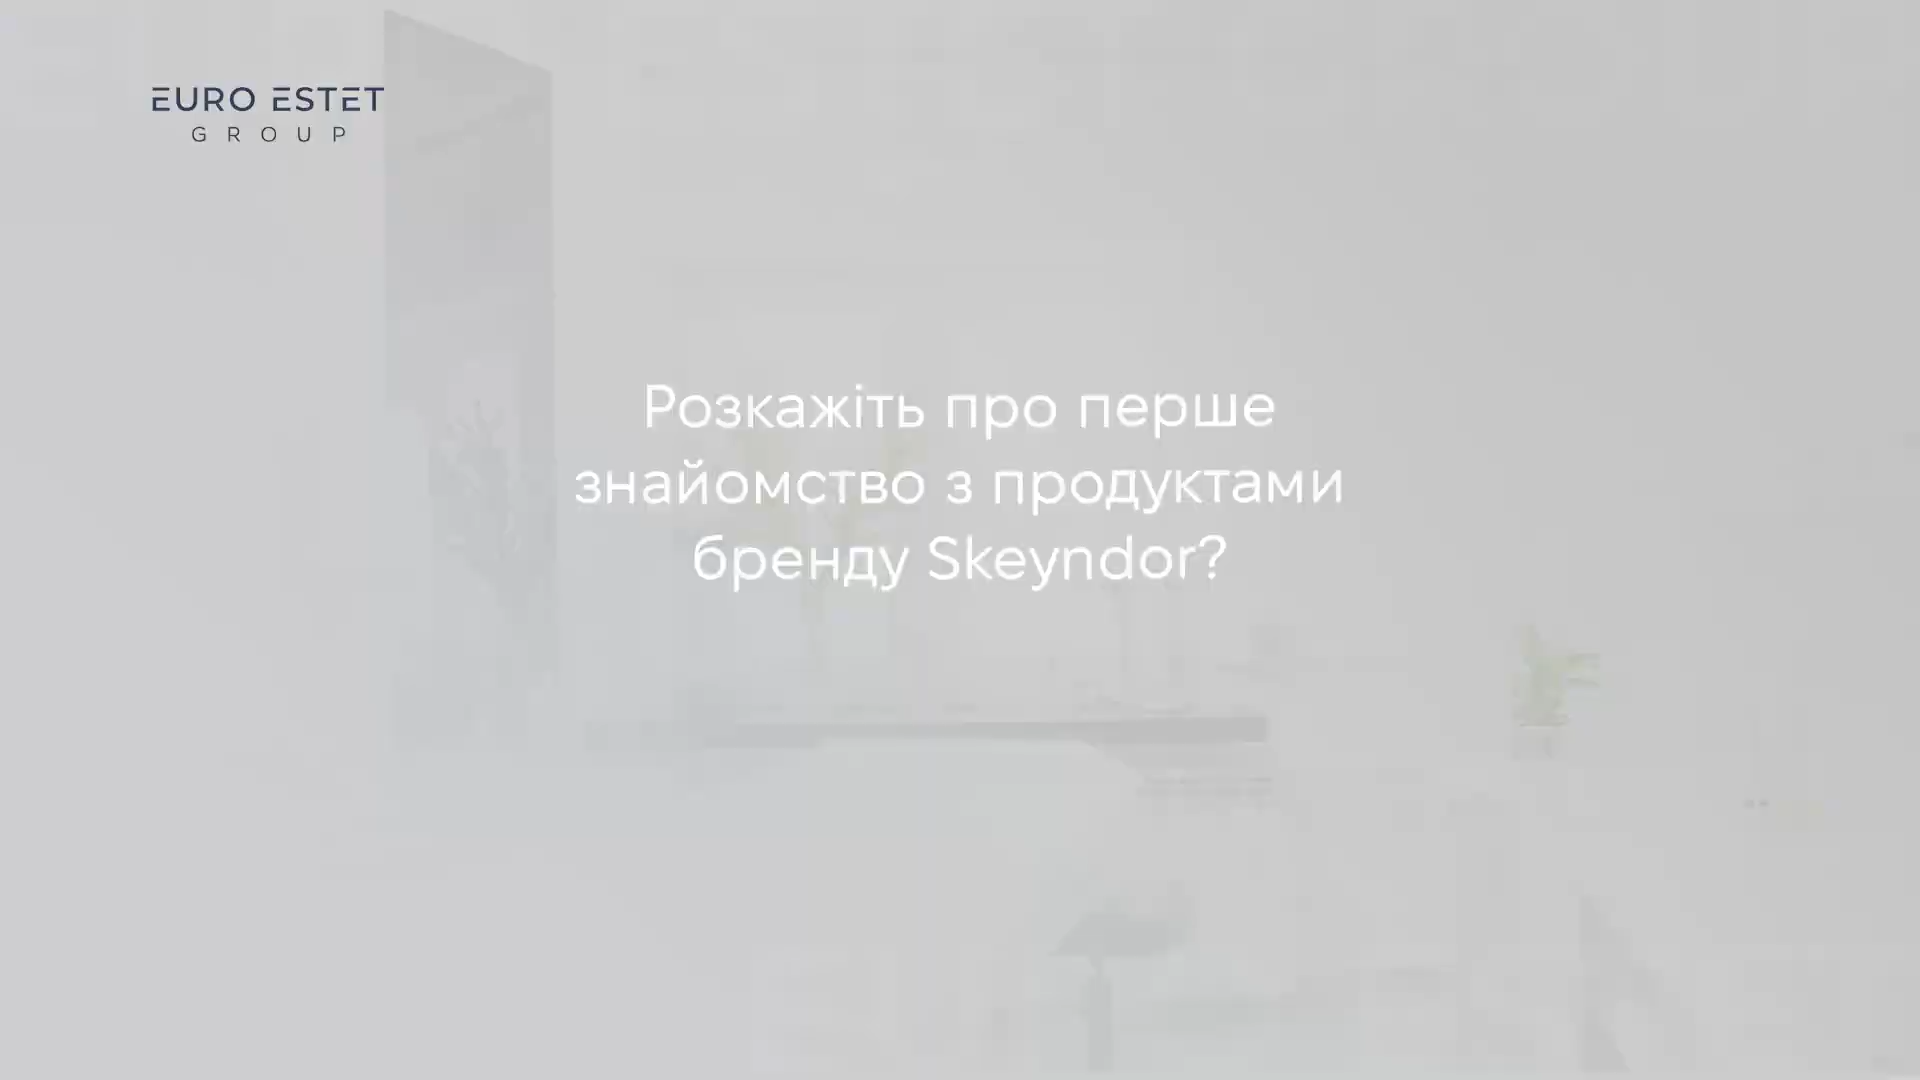 EURO ESTET
GROUP
Розкажіть про перше
знайомство з продуктами
бренду Skeyndor?